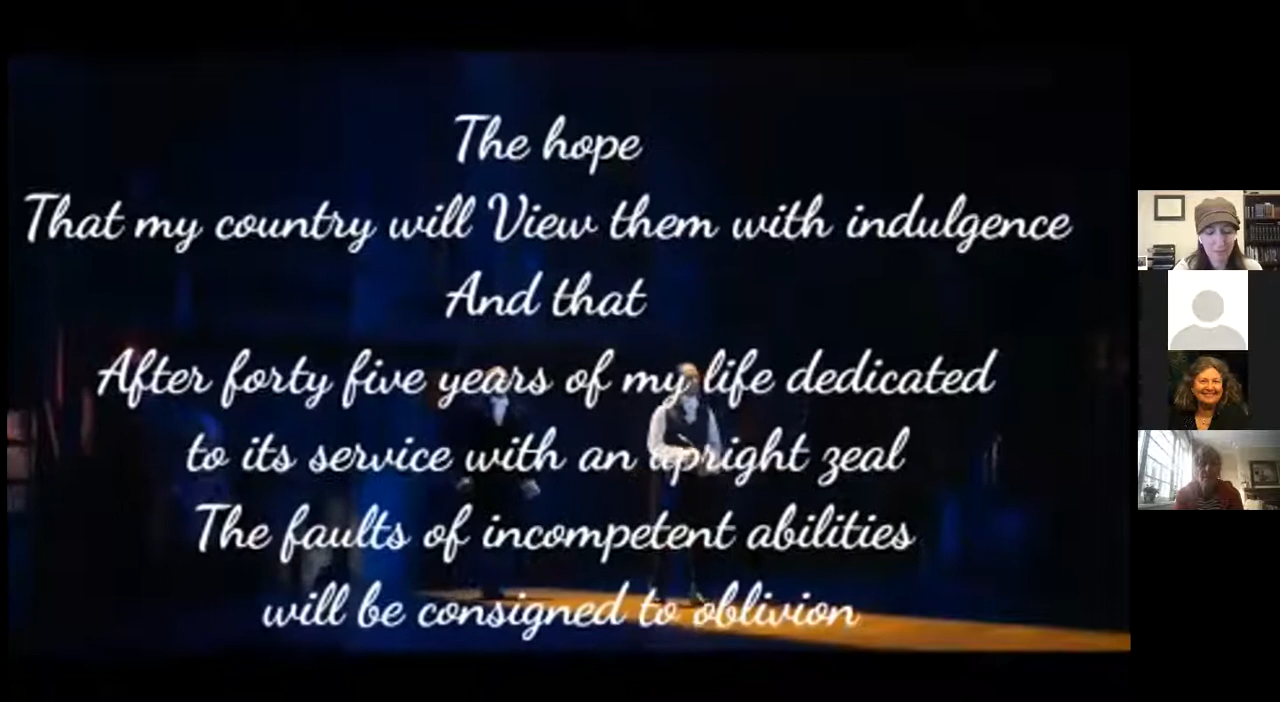 The hope
That my country will View them with indulgence
And that
After forty five years of my life dedicated
to its service with an upright zeal
The faults of incompetent abilities
will be consigned to oblivion